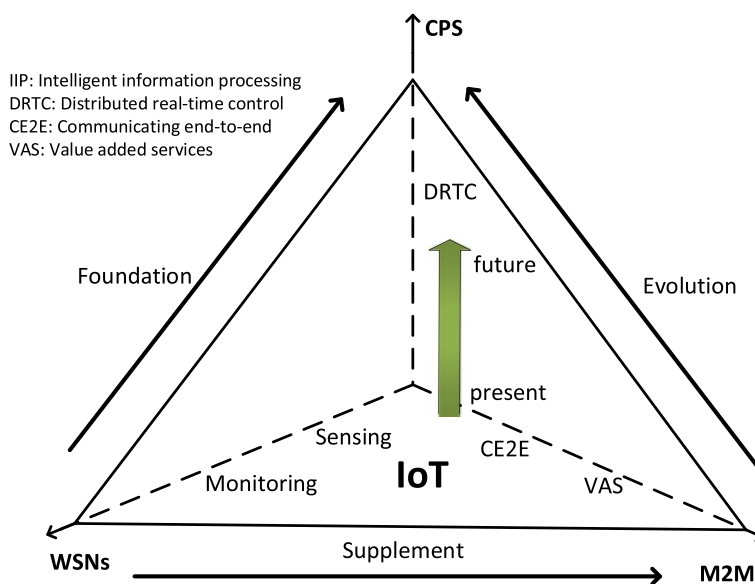 CPS
IIP: Intelligent information processing
DRTC: Distributed real-time control
CE2E: Communicating end-to-end
VAS: Value added services
DRTC
Foundation
future
Evolution
present
Sensing
CE2E
Monitoring
IoT
VAS
WSNs
Supplement
M2M